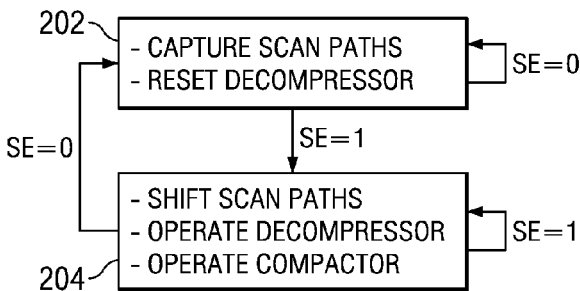 202
- CAPTURE SCAN PATHS
- RESET DECOMPRESSOR
SE=0
SE=0
SE=1
- SHIFT SCAN PATHS
- OPERATE DECOMPRESSOR
- OPERATE COMPACTOR
SE=1
204